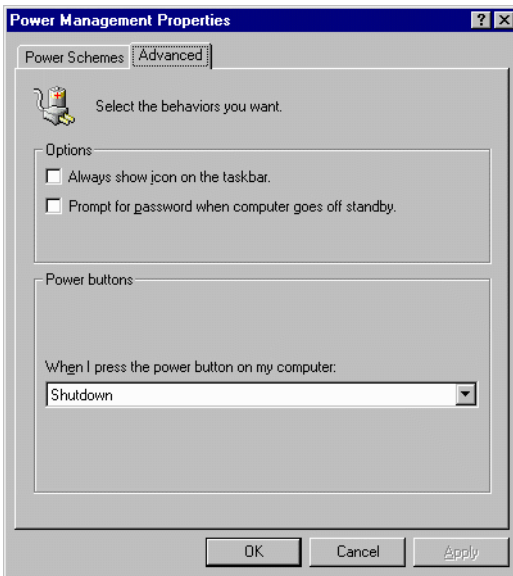 Power Management Properties
Power Schemes
Advanced
Select the behaviors you want.
Options
Always show icon on the taskbar.
Prompt for password when computer goes off standby.
Power buttons
When I press the power button on my computer:
Shutdown
OK
Cancel
Apply